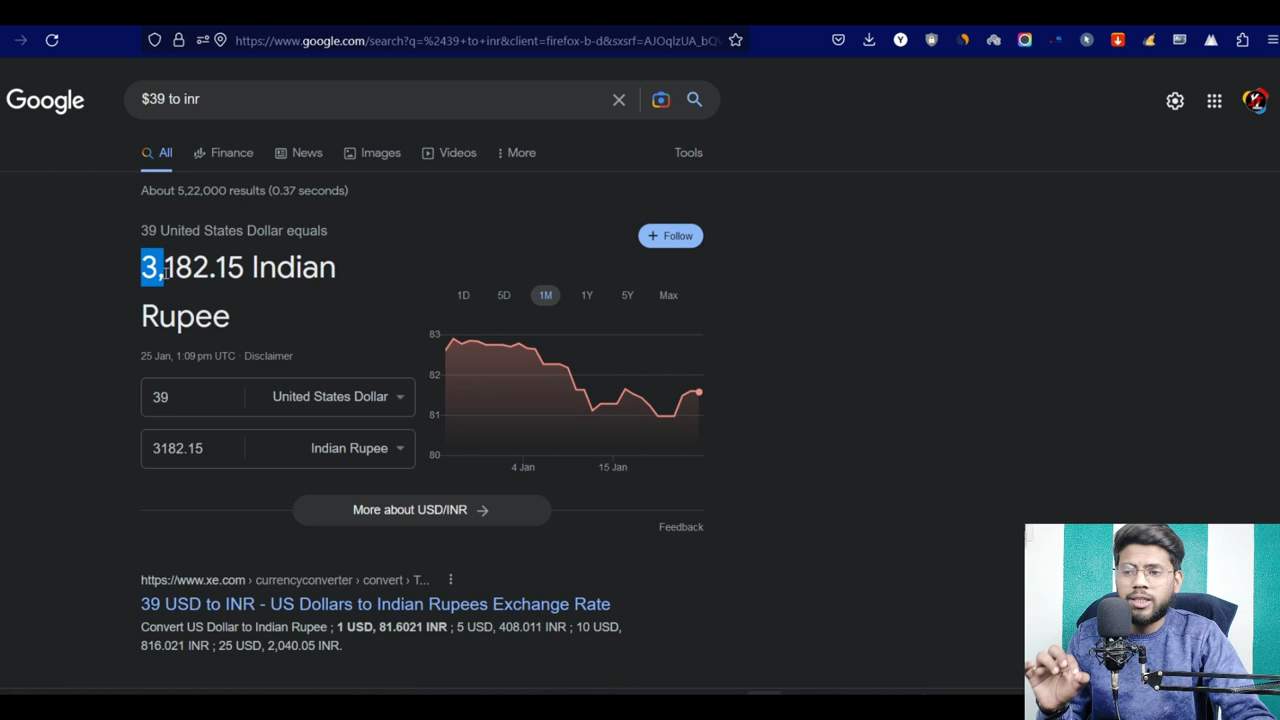 https://www.google.com/search?q=%2439+to+inr&client=firefox-b-d&sxsrf=AJOqlzUA_bQV
Google
$39 to inr
All
Finance
News
Images
Videos
More
Tools
About 5,22,000 results (0.37 seconds)
39 United States Dollar equals
+ Follow
3,182.15 Indian
Rupee
25 Jan, 1:09 pm UTC · Disclaimer
39 United States Dollar
3182.15 Indian Rupee
1D 5D 1M 1Y 5Y Max
83
82
81
80
4 Jan 15 Jan
More about USD/INR
Feedback
https://www.xe.com › currencyconverter › convert › T...
39 USD to INR - US Dollars to Indian Rupees Exchange Rate
Convert US Dollar to Indian Rupee ; 1 USD, 81.6021 INR ; 5 USD, 408.011 INR ; 10 USD,
816.021 INR ; 25 USD, 2,040.05 INR.